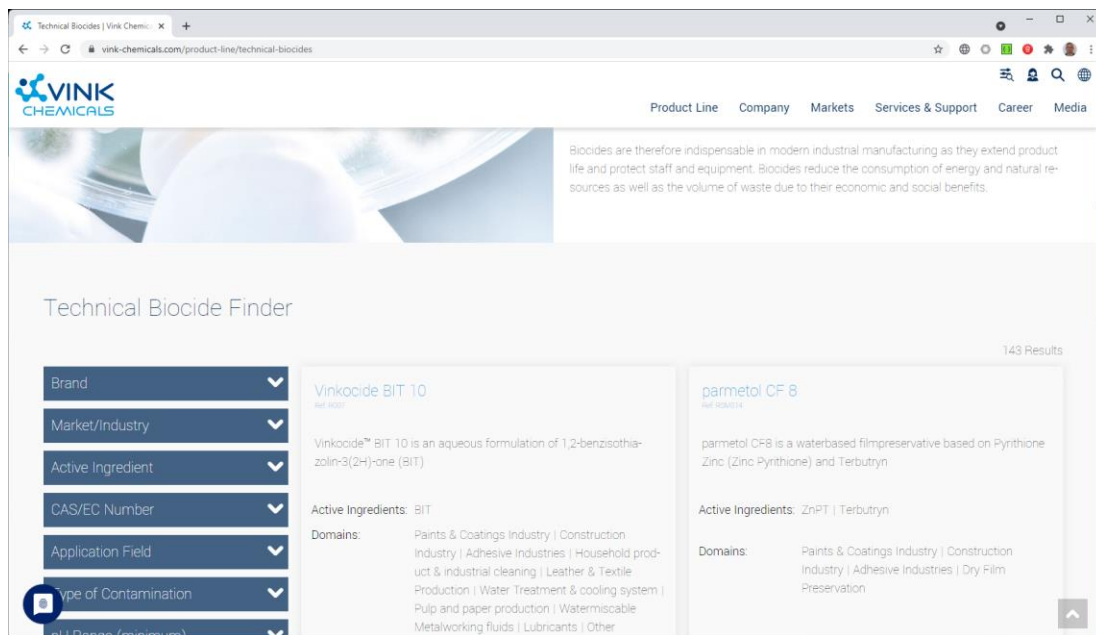 Technical Biocides | Vink Chemic
vink-chemicals.com/product-line/technical-biocides
VINK
CHEMICALS
Product Line Company Markets Services & Support Career Media
Biocides are therefore indispensable in modern industrial manufacturing as they extend product
life and protect staff and equipment. Biocides reduce the consumption of energy and natural re-
sources as well as the volume of waste due to their economic and social benefits.
Technical Biocide Finder
143 Results
Brand
Market/Industry
Active Ingredient
CAS/EC Number
Application Field
Type of Contamination
pH Range (minimum)
Vinkocide BIT 10
Vinkocide™ BIT 10 is an aqueous formulation of 1,2-benzisothia-
zolin-3(2H)-one (BIT)
Active Ingredients: BIT
Domains: Paints & Coatings Industry | Construction
Industry | Adhesive Industries | Household prod-
uct & industrial cleaning | Leather & Textile
Production | Water Treatment & cooling system |
Pulp and paper production | Watermiscable
Metalworking fluids | Lubricants | Other
parmetol CF 8
parmetol CF8 is a waterbased filmpreservative based on Pyrithione
Zinc (Zinc Pyrithione) and Terbutryn
Active Ingredients: ZnPT | Terbutryn
Domains: Paints & Coatings Industry | Construction
Industry | Adhesive Industries | Dry Film
Preservation